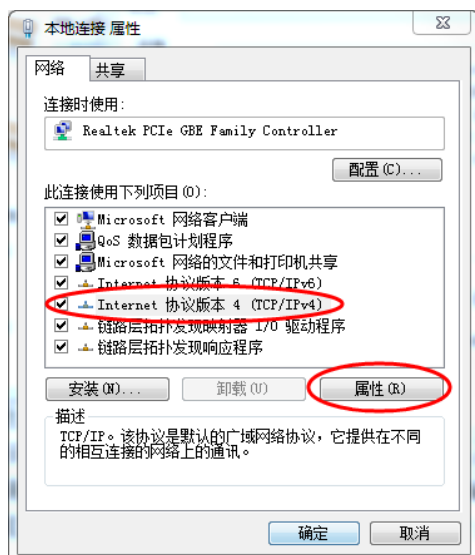 本地连接 属性
网络 共享
连接时使用:
Realtek PCIe GBE Family Controller
配置(C)...
此连接使用下列项目(O):
Microsoft 网络客户端
QoS 数据包计划程序
Microsoft 网络的文件和打印机共享
Internet 协议版本 6 (TCP/IPv6)
Internet 协议版本 4 (TCP/IPv4)
链路层拓扑发现映射器 I/O 驱动程序
链路层拓扑发现响应程序
安装(N)... 卸载(U) 属性(R)
描述
TCP/IP。该协议是默认的广域网络协议，它提供在不同
的相互连接的网络上的通讯。
确定 取消